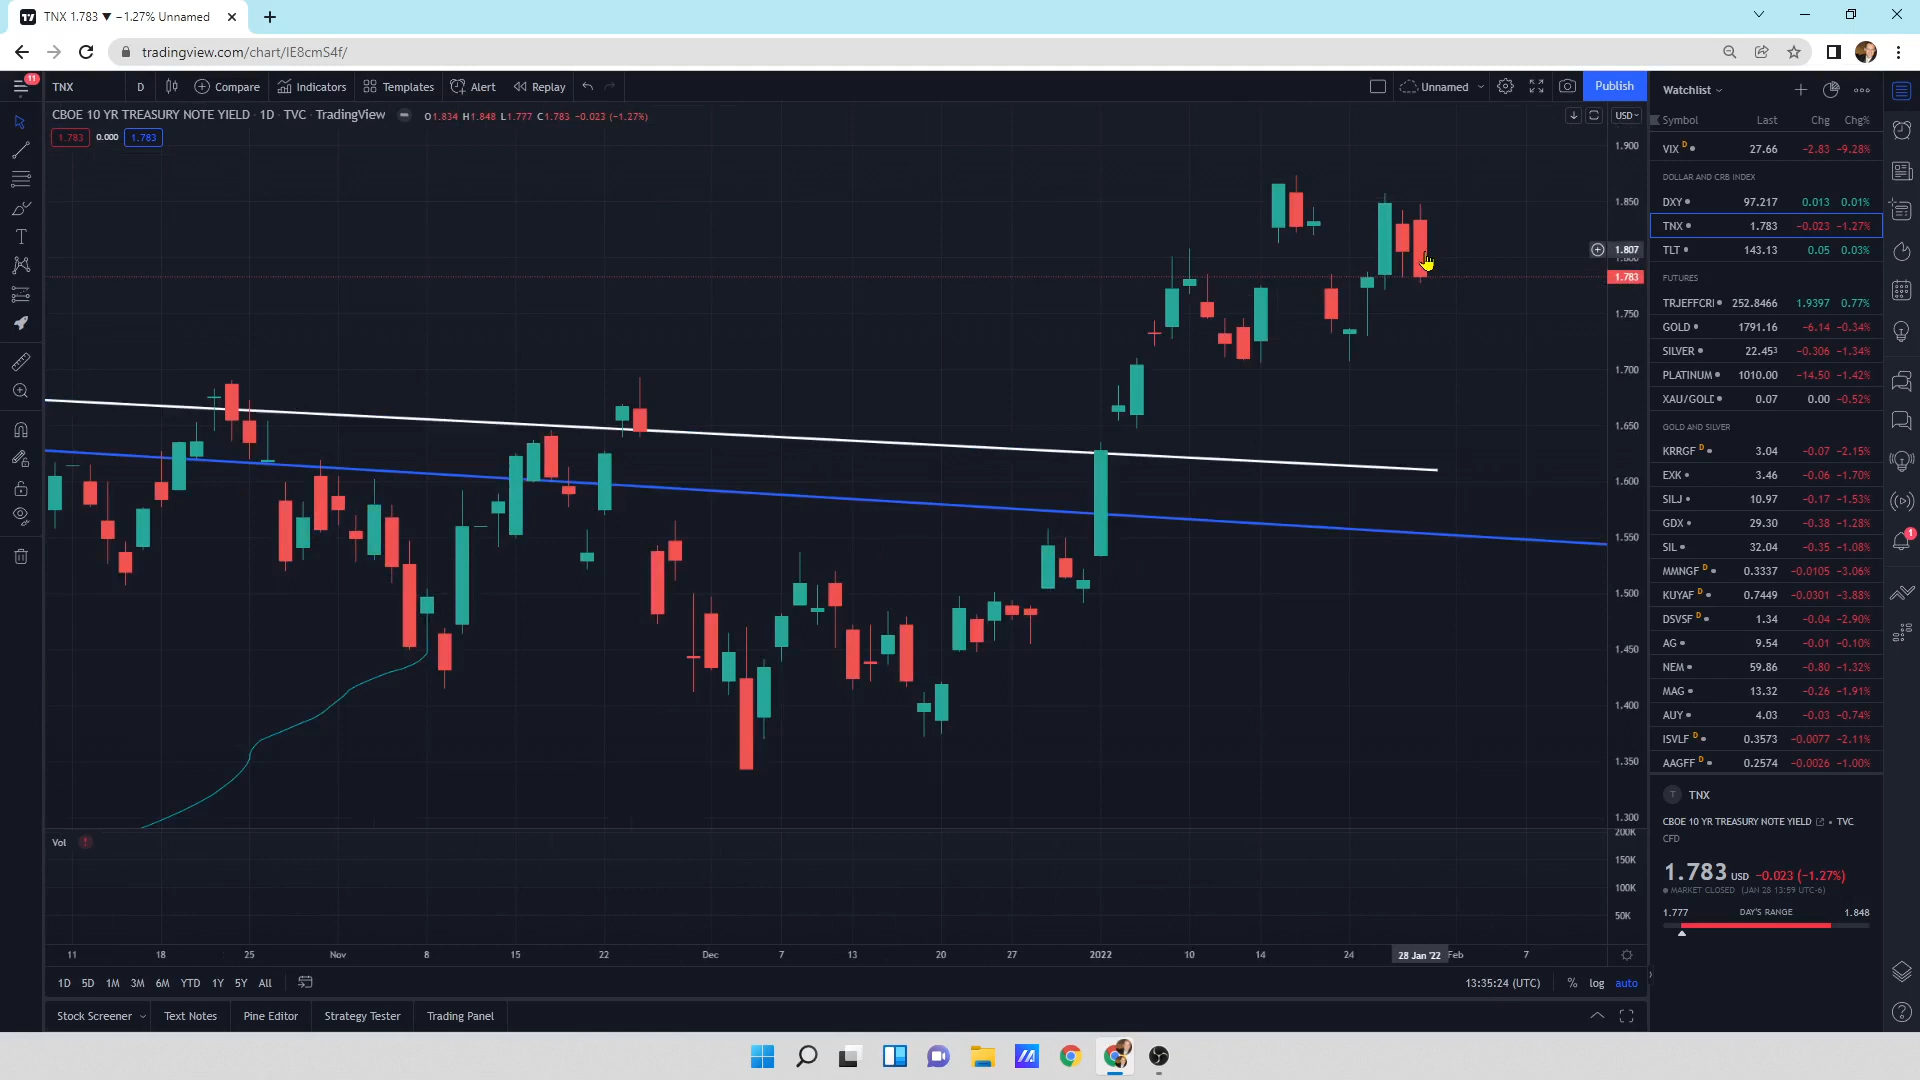 TNX 1.783 ▼ −1.27% Unnamed
tradingview.com/chart/IE8cmS4f/
11
TNX D Compare Indicators Templates Alert Replay Unnamed Publish
CBOE 10 YR TREASURY NOTE YIELD · 1D · TVC · TradingView O1.834 H1.848 L1.777 C1.783 −0.023 (−1.27%)
1.783 0.000 1.783
USD
1.900
1.850
1.807
1.800
1.783
1.750
1.700
1.650
1.600
1.550
1.500
1.450
1.400
1.350
1.300
Vol
200K
150K
100K
50K
11 18 25 Nov 8 15 22 Dec 7 13 20 27 2022 10 14 24 28 Jan '22 Feb 7
1D 5D 1M 3M 6M YTD 1Y 5Y All 13:35:24 (UTC) % log auto
Stock Screener Text Notes Pine Editor Strategy Tester Trading Panel
Watchlist
Symbol Last Chg Chg%
VIX D 27.66 −2.83 −9.28%
DOLLAR AND CRB INDEX
DXY 97.217 0.013 0.01%
TNX 1.783 −0.023 −1.27%
TLT 143.13 0.05 0.03%
FUTURES
TRJEFFCRI 252.8466 1.9397 0.77%
GOLD 1791.16 −6.14 −0.34%
SILVER 22.453 −0.306 −1.34%
PLATINUM 1010.00 −14.50 −1.42%
XAU/GOLD 0.07 0.00 −0.52%
GOLD AND SILVER
KRRGF D 3.04 −0.07 −2.15%
EXK 3.46 −0.06 −1.70%
SILJ 10.97 −0.17 −1.53%
GDX 29.30 −0.38 −1.28%
SIL 32.04 −0.35 −1.08%
MMNGF D 0.3337 −0.0105 −3.06%
KUYAF D 0.7449 −0.0301 −3.88%
DSVSF D 1.34 −0.04 −2.90%
AG 9.54 −0.01 −0.10%
NEM 59.86 −0.80 −1.32%
MAG 13.32 −0.26 −1.91%
AUY 4.03 −0.03 −0.74%
ISVLF D 0.3573 −0.0077 −2.11%
AAGFF D 0.2574 −0.0026 −1.00%
T TNX
CBOE 10 YR TREASURY NOTE YIELD • TVC
CFD
1.783 USD −0.023 (−1.27%)
MARKET CLOSED (JAN 28 13:59 UTC-6)
1.777 DAY'S RANGE 1.848
1